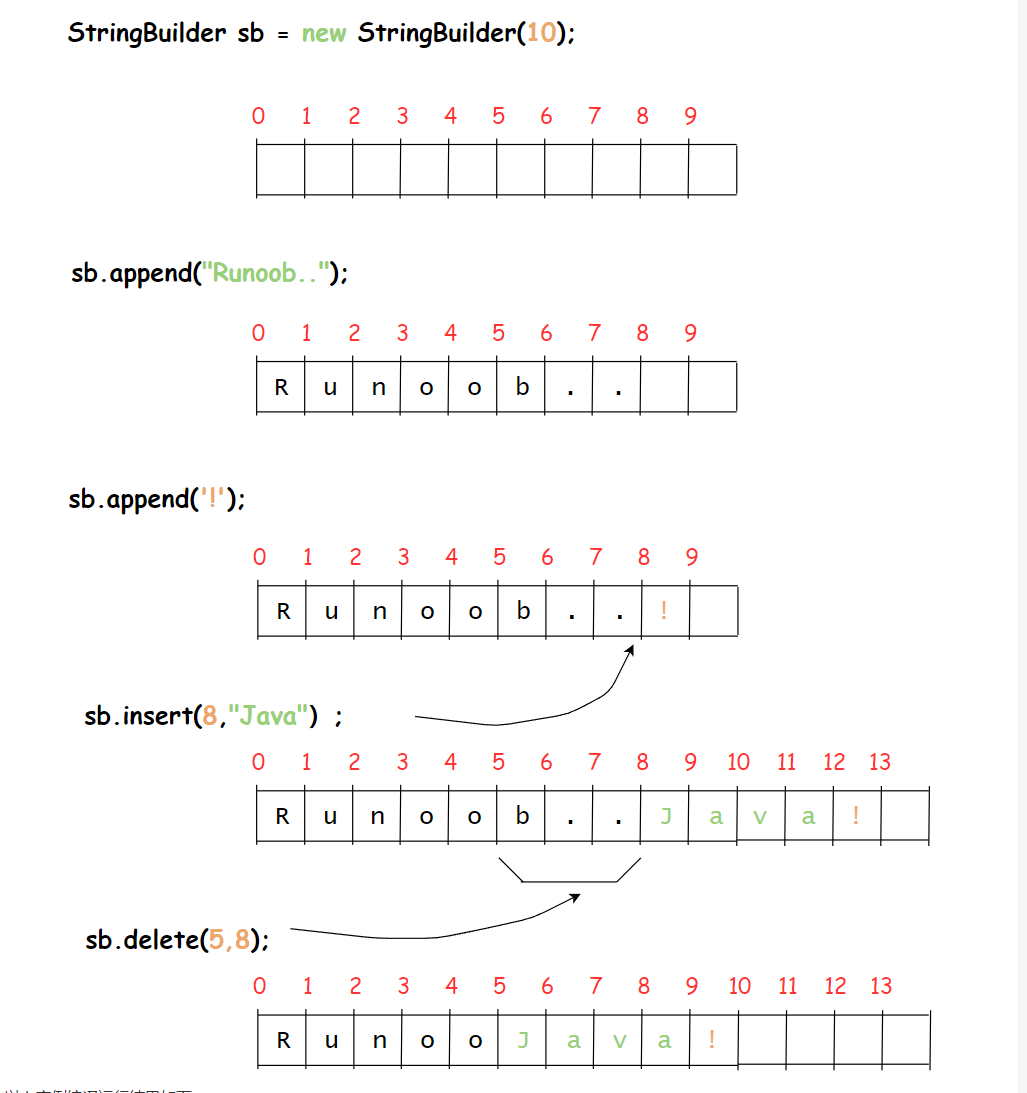 StringBuilder sb = new StringBuilder(10);
0 1 2 3 4 5 6 7 8 9
sb.append("Runoob..");
0 1 2 3 4 5 6 7 8 9
R u n o o b . .
sb.append('!');
0 1 2 3 4 5 6 7 8 9
R u n o o b . . !
sb.insert(8,"Java") ;
0 1 2 3 4 5 6 7 8 9 10 11 12 13
R u n o o b . . J a v a !
sb.delete(5,8);
0 1 2 3 4 5 6 7 8 9 10 11 12 13
R u n o o J a v a !